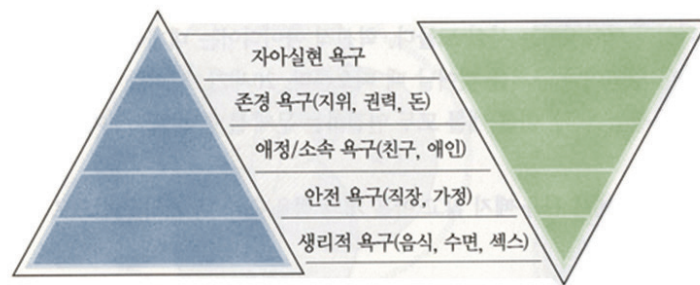 자아실현 욕구
존경 욕구(지위, 권력, 돈)
애정/소속 욕구(친구, 애인)
안전 욕구(직장, 가정)
생리적 욕구(음식, 수면, 섹스)